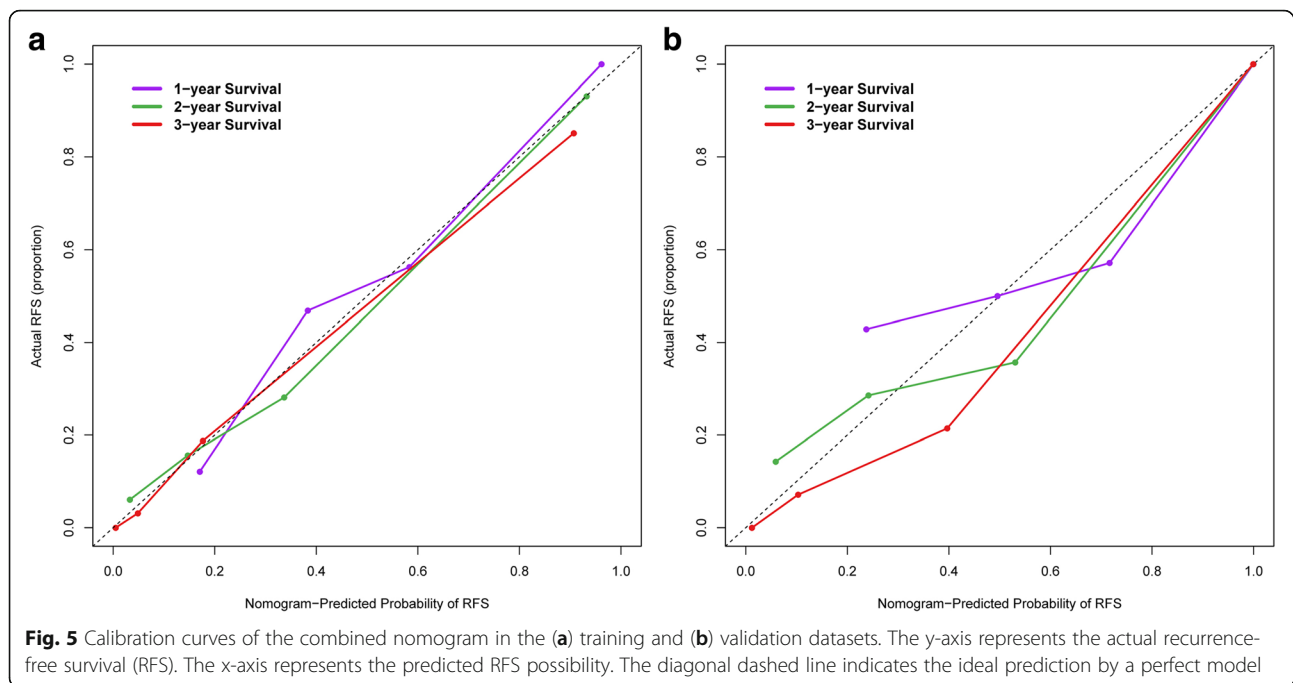 a
1.0
0.8
0.6
0.4
0.2
0.0
Actual RFS (proportion)
1−year Survival
2−year Survival
3−year Survival
0.0 0.2 0.4 0.6 0.8 1.0
Nomogram−Predicted Probability of RFS
b
1.0
0.8
0.6
0.4
0.2
0.0
Actual RFS (proportion)
1−year Survival
2−year Survival
3−year Survival
0.0 0.2 0.4 0.6 0.8 1.0
Nomogram−Predicted Probability of RFS
Fig. 5 Calibration curves of the combined nomogram in the (a) training and (b) validation datasets. The y-axis represents the actual recurrence-
free survival (RFS). The x-axis represents the predicted RFS possibility. The diagonal dashed line indicates the ideal prediction by a perfect model